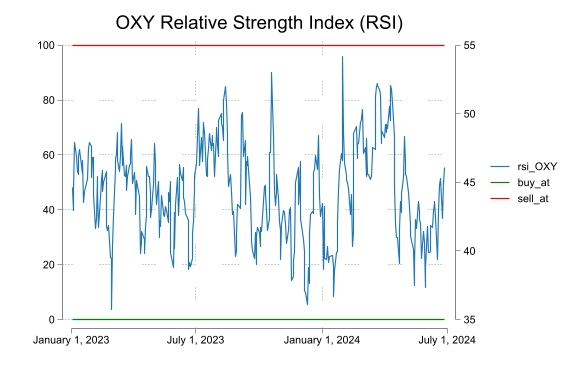 OXY Relative Strength Index (RSI)
100
80
60
40
20
0
55
50
45
40
35
January 1, 2023
July 1, 2023
January 1, 2024
July 1, 2024
rsi_OXY
buy_at
sell_at